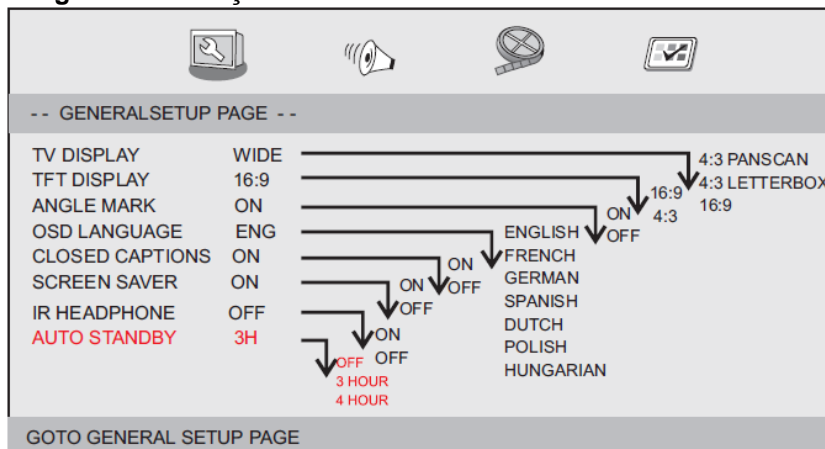 -- GENERALSETUP PAGE --
TV DISPLAY WIDE
TFT DISPLAY 16:9
ANGLE MARK ON
OSD LANGUAGE ENG
CLOSED CAPTIONS ON
SCREEN SAVER ON
IR HEADPHONE OFF
AUTO STANDBY 3H
4:3 PANSCAN
4:3 LETTERBOX
16:9
16:9
4:3
ON
OFF
ENGLISH
FRENCH
GERMAN
SPANISH
DUTCH
POLISH
HUNGARIAN
ON
OFF
ON
OFF
ON
OFF
OFF
3 HOUR
4 HOUR
GOTO GENERAL SETUP PAGE